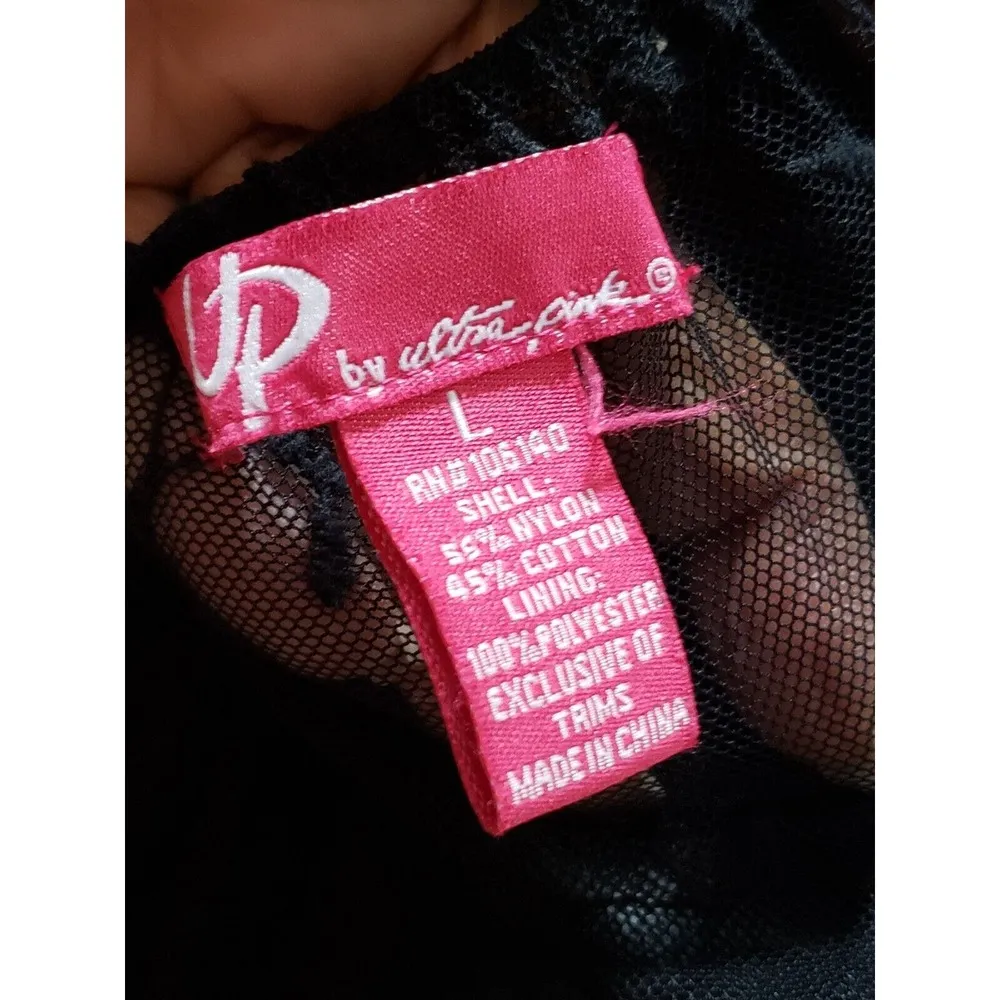 UP
by ultra pink ®
L
RN#106140
SHELL:
55% NYLON
45% COTTON
LINING:
100% POLYESTER
EXCLUSIVE OF
TRIMS
MADE IN CHINA